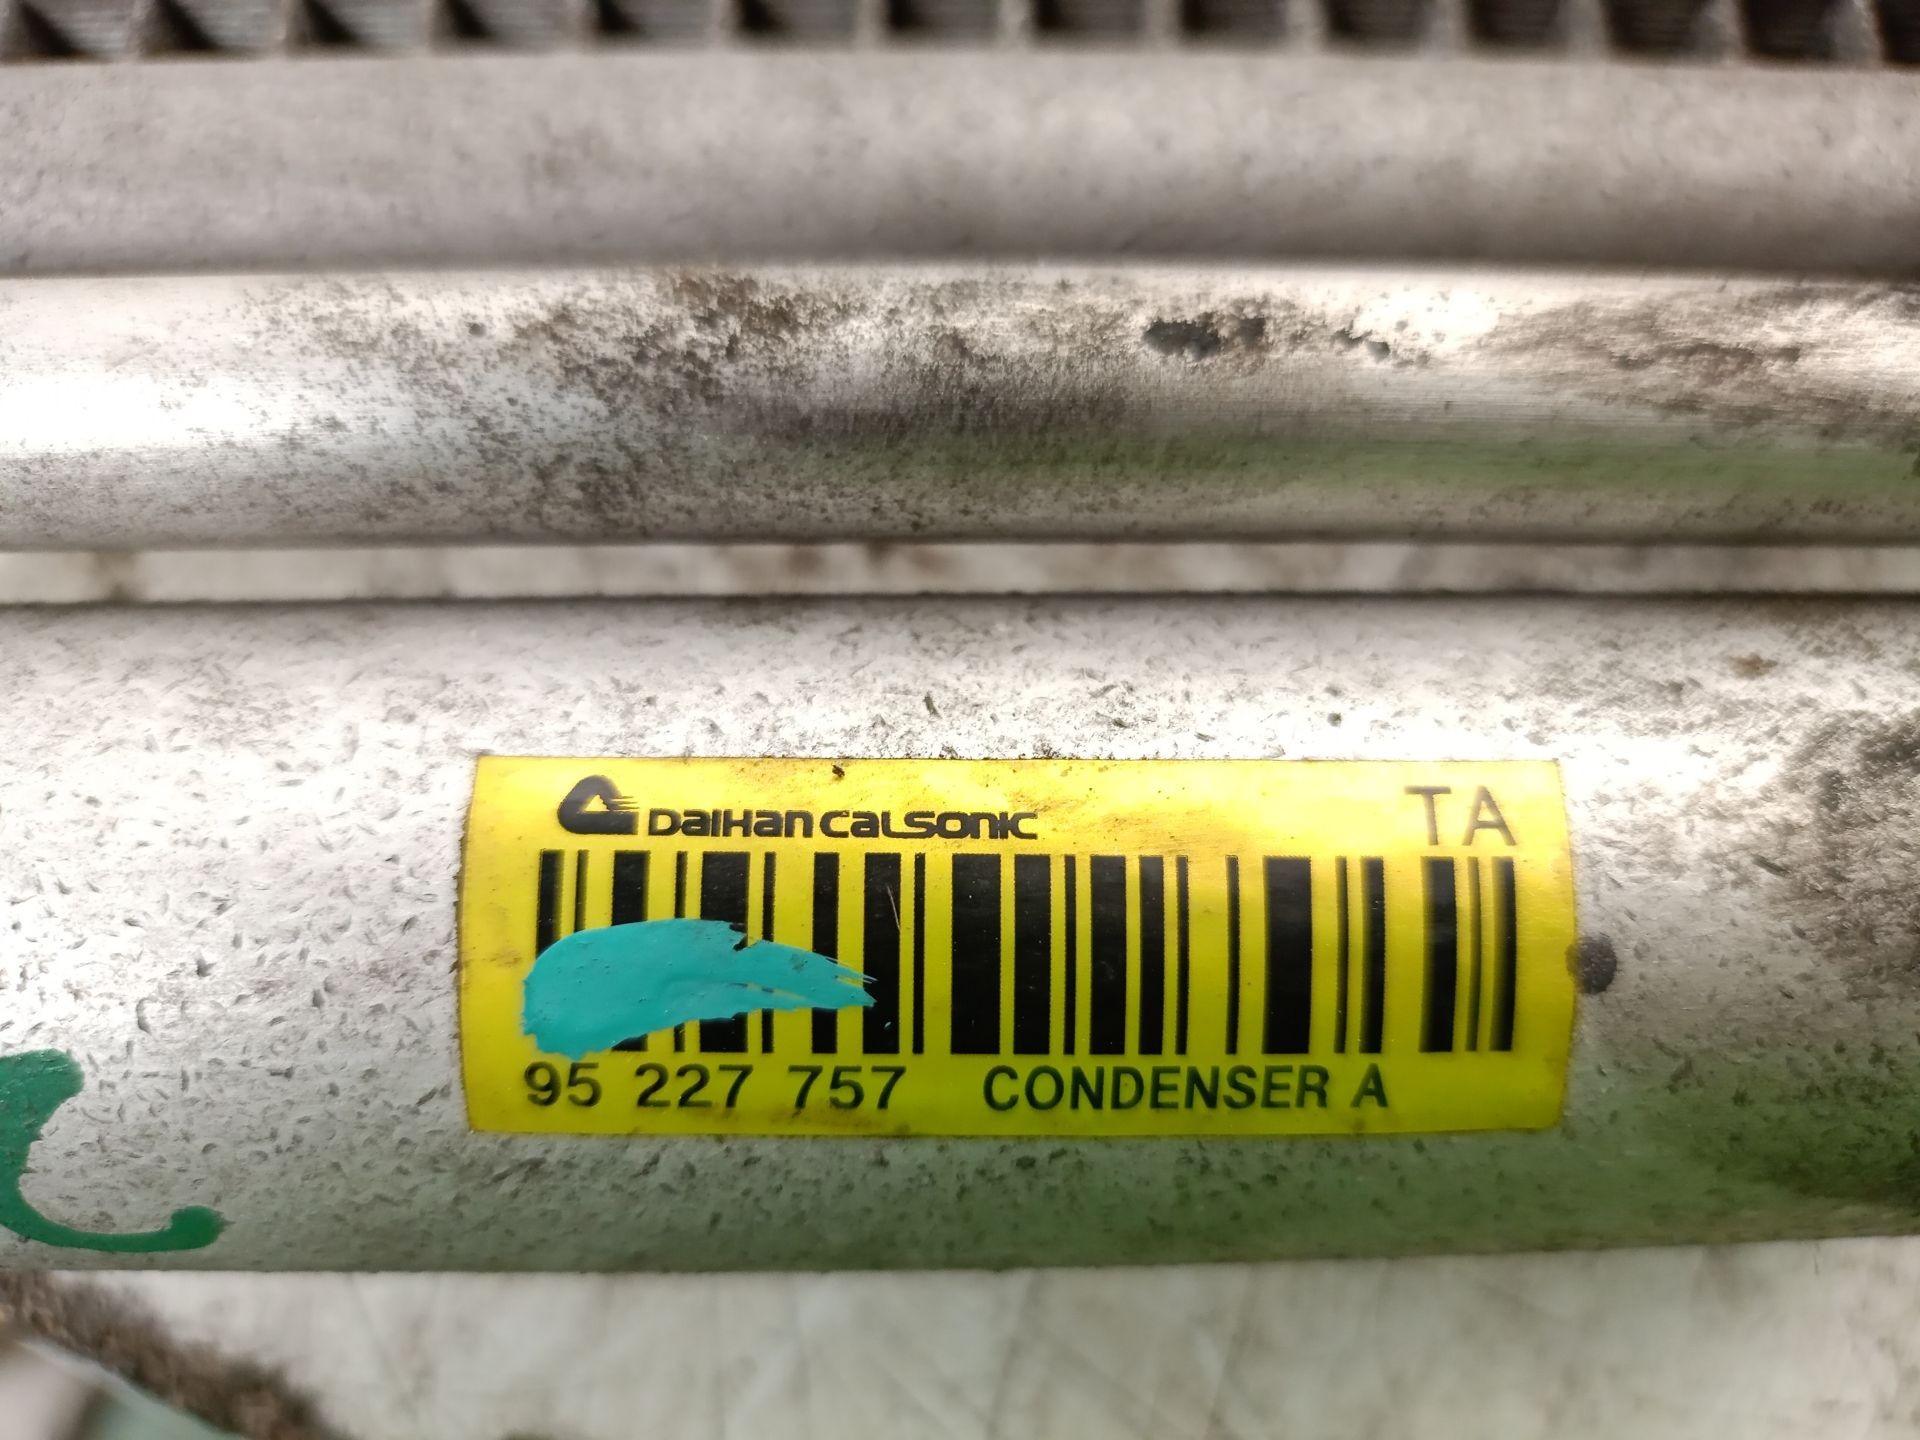 DAIHAN CALSONIC TA
95 227 757 CONDENSER A